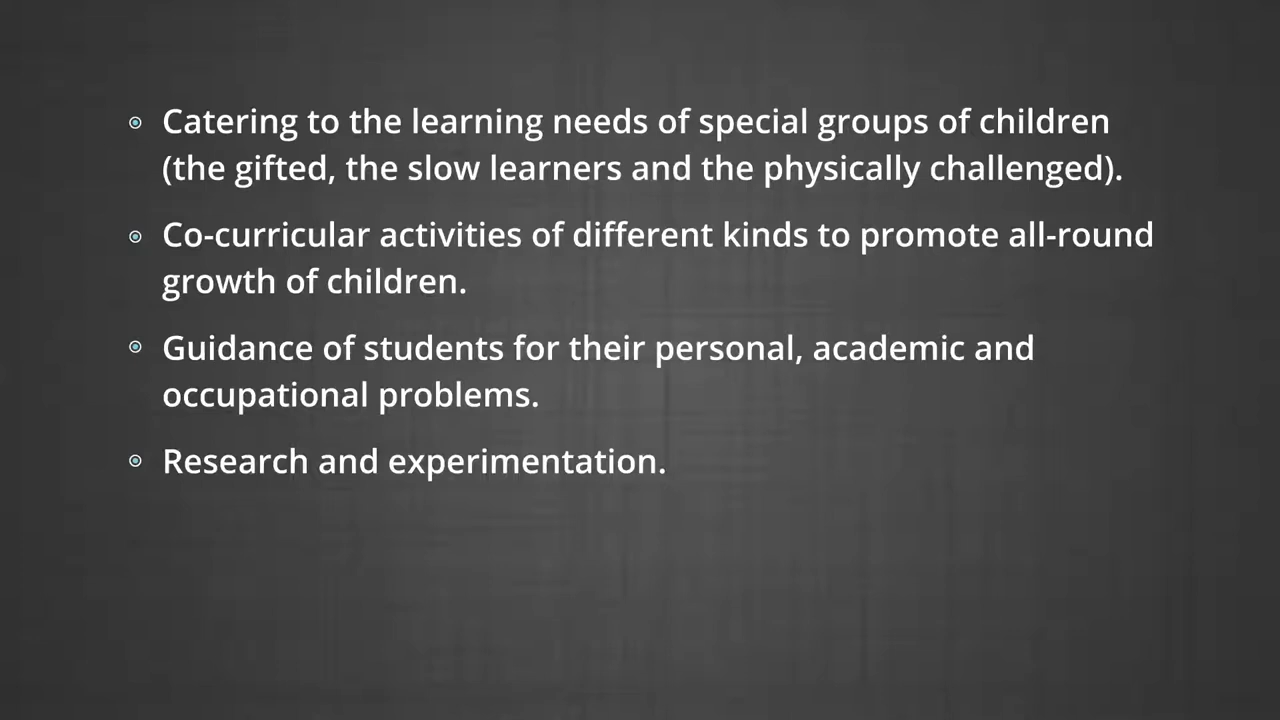 Catering to the learning needs of special groups of children
(the gifted, the slow learners and the physically challenged).
Co-curricular activities of different kinds to promote all-round
growth of children.
Guidance of students for their personal, academic and
occupational problems.
Research and experimentation.